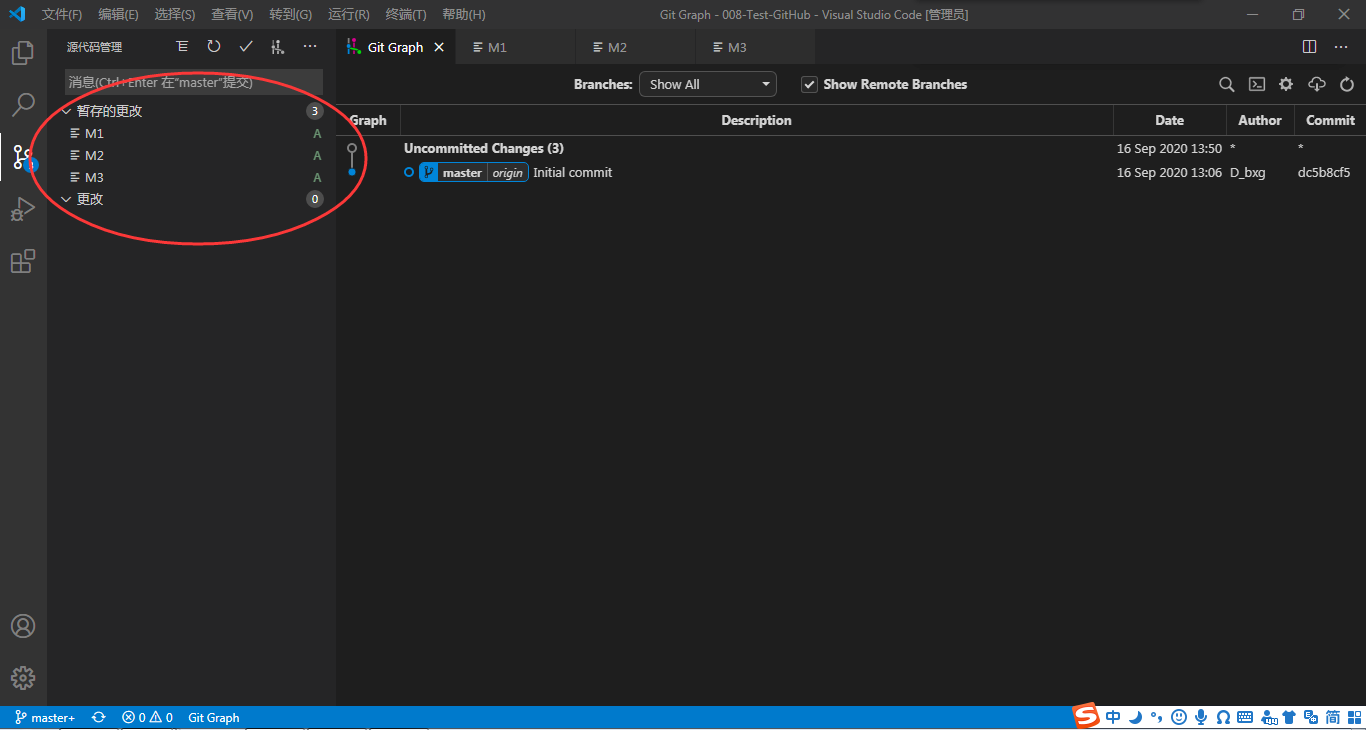 文件(F) 编辑(E) 选择(S) 查看(V) 转到(G) 运行(R) 终端(T) 帮助(H) Git Graph - 008-Test-GitHub - Visual Studio Code [管理员]
源代码管理
Git Graph M1 M2 M3
消息(Ctrl+Enter 在"master"提交)
Branches: Show All Show Remote Branches
暂存的更改 3
M1 A
M2 A
M3 A
更改 0
Graph Description Date Author Commit
Uncommitted Changes (3) 16 Sep 2020 13:50 * *
master origin Initial commit 16 Sep 2020 13:06 D_bxg dc5b8cf5
master+ 0 0 Git Graph
S 中 简